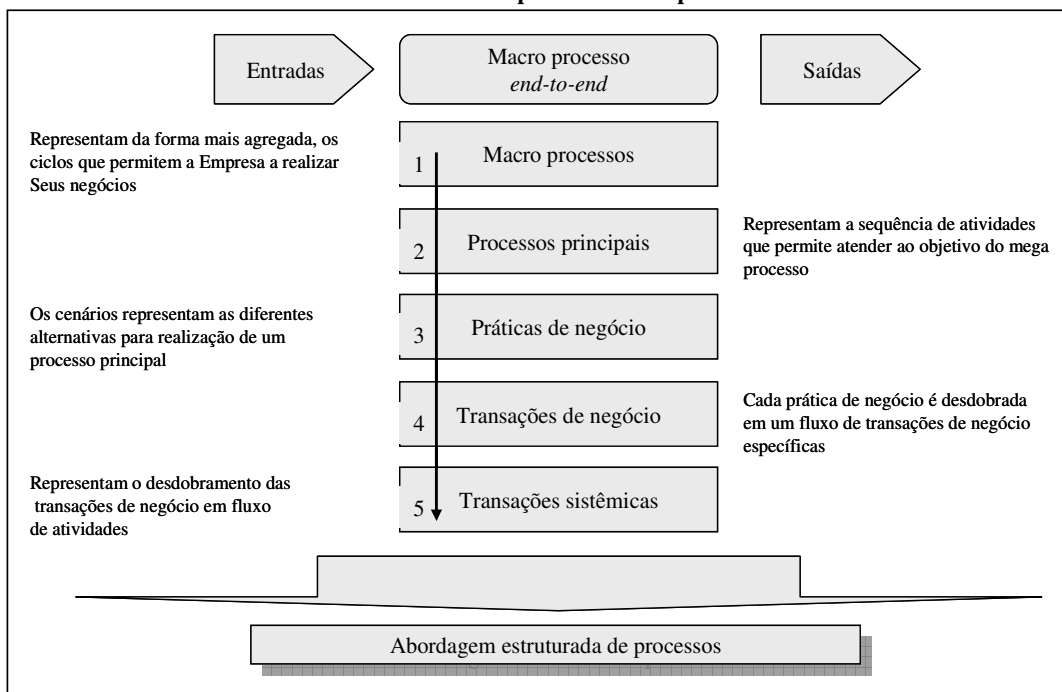 Entradas
Macro processo
end-to-end
Saídas
Representam da forma mais agregada, os
ciclos que permitem a Empresa a realizar
Seus negócios
1
Macro processos
2
Processos principais
Representam a sequência de atividades
que permite atender ao objetivo do mega
processo
Os cenários representam as diferentes
alternativas para realização de um
processo principal
3
Práticas de negócio
4
Transações de negócio
Cada prática de negócio é desdobrada
em um fluxo de transações de negócio
específicas
Representam o desdobramento das
transações de negócio em fluxo
de atividades
5
Transações sistêmicas
Abordagem estruturada de processos